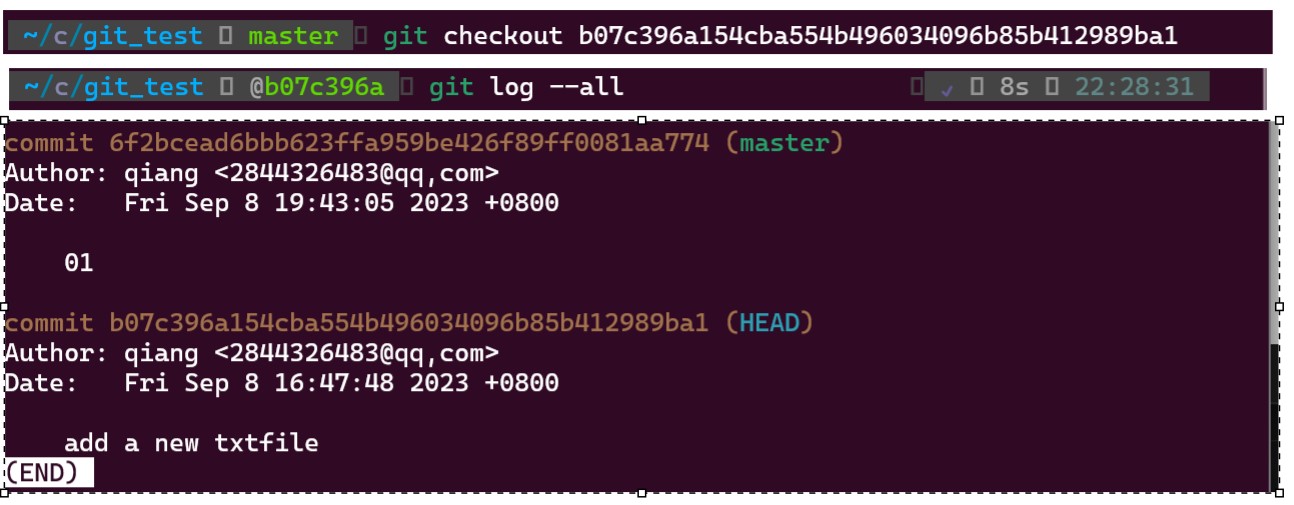 ~/c/git_test master git checkout b07c396a154cba554b496034096b85b412989ba1
~/c/git_test @b07c396a git log --all ✓ 8s 22:28:31
commit 6f2bcead6bbb623ffa959be426f89ff0081aa774 (master)
Author: qiang <2844326483@qq,com>
Date:   Fri Sep 8 19:43:05 2023 +0800
01
commit b07c396a154cba554b496034096b85b412989ba1 (HEAD)
Author: qiang <2844326483@qq,com>
Date:   Fri Sep 8 16:47:48 2023 +0800
add a new txtfile
(END)